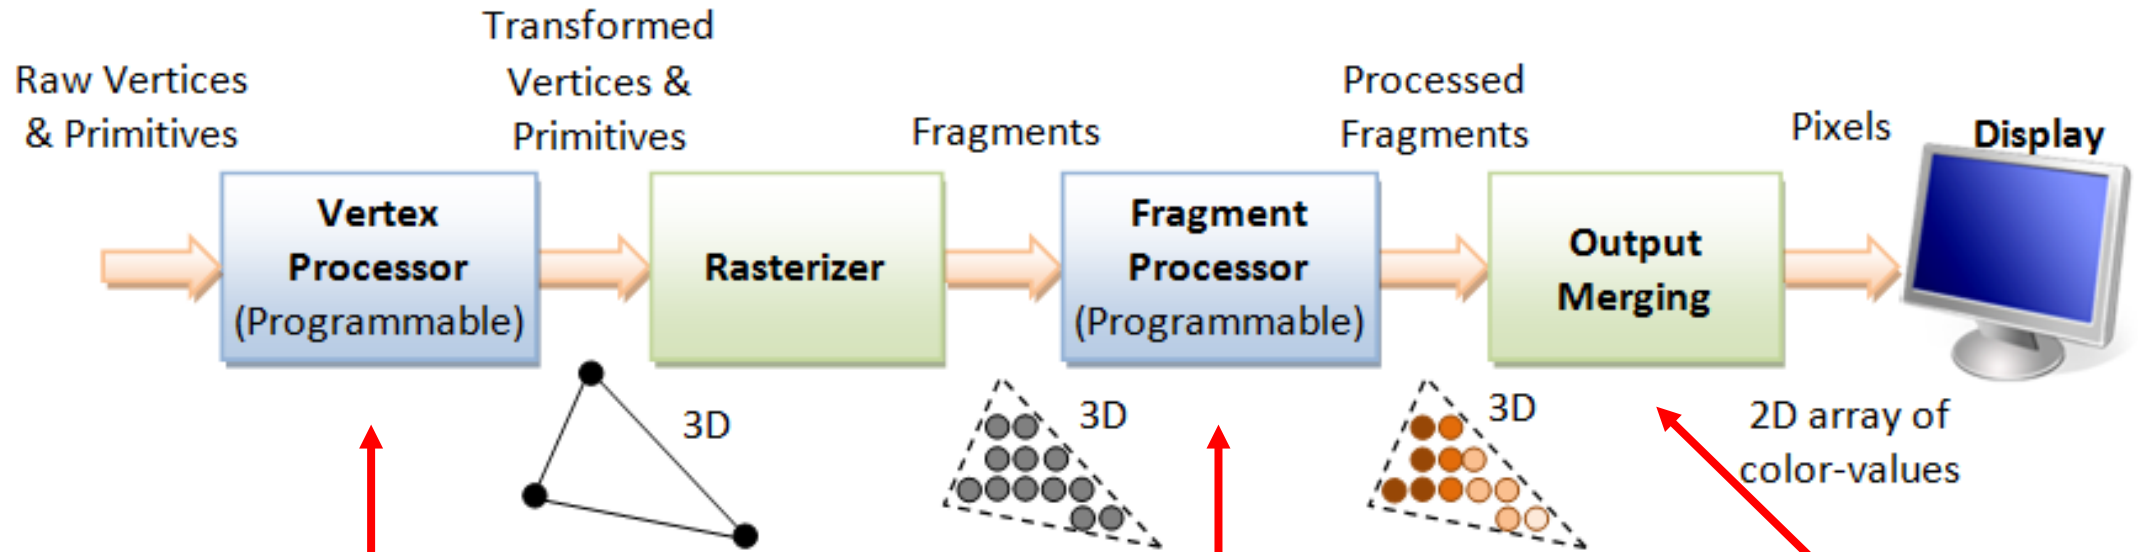 Raw Vertices
& Primitives
Transformed
Vertices &
Primitives
Fragments
Processed
Fragments
Pixels
Display
Vertex
Processor
(Programmable)
Rasterizer
Fragment
Processor
(Programmable)
Output
Merging
3D
3D
3D
2D array of
color-values